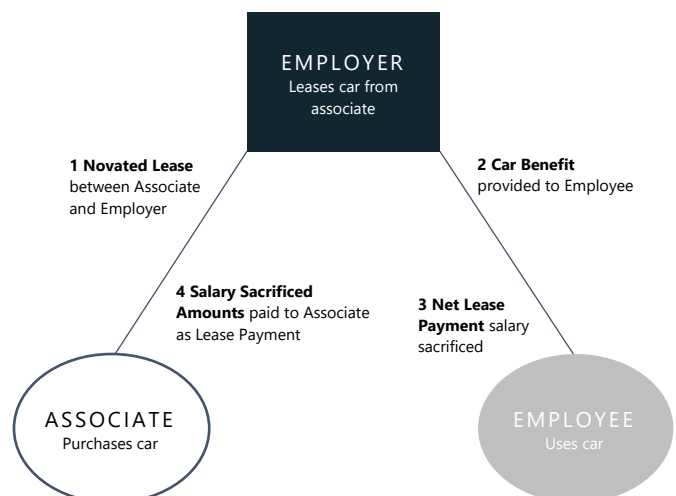 EMPLOYER
Leases car from
associate
1 Novated Lease
between Associate
and Employer
2 Car Benefit
provided to Employee
4 Salary Sacrificed
Amounts paid to Associate
as Lease Payment
3 Net Lease
Payment salary
sacrificed
ASSOCIATE
Purchases car
EMPLOYEE
Uses car